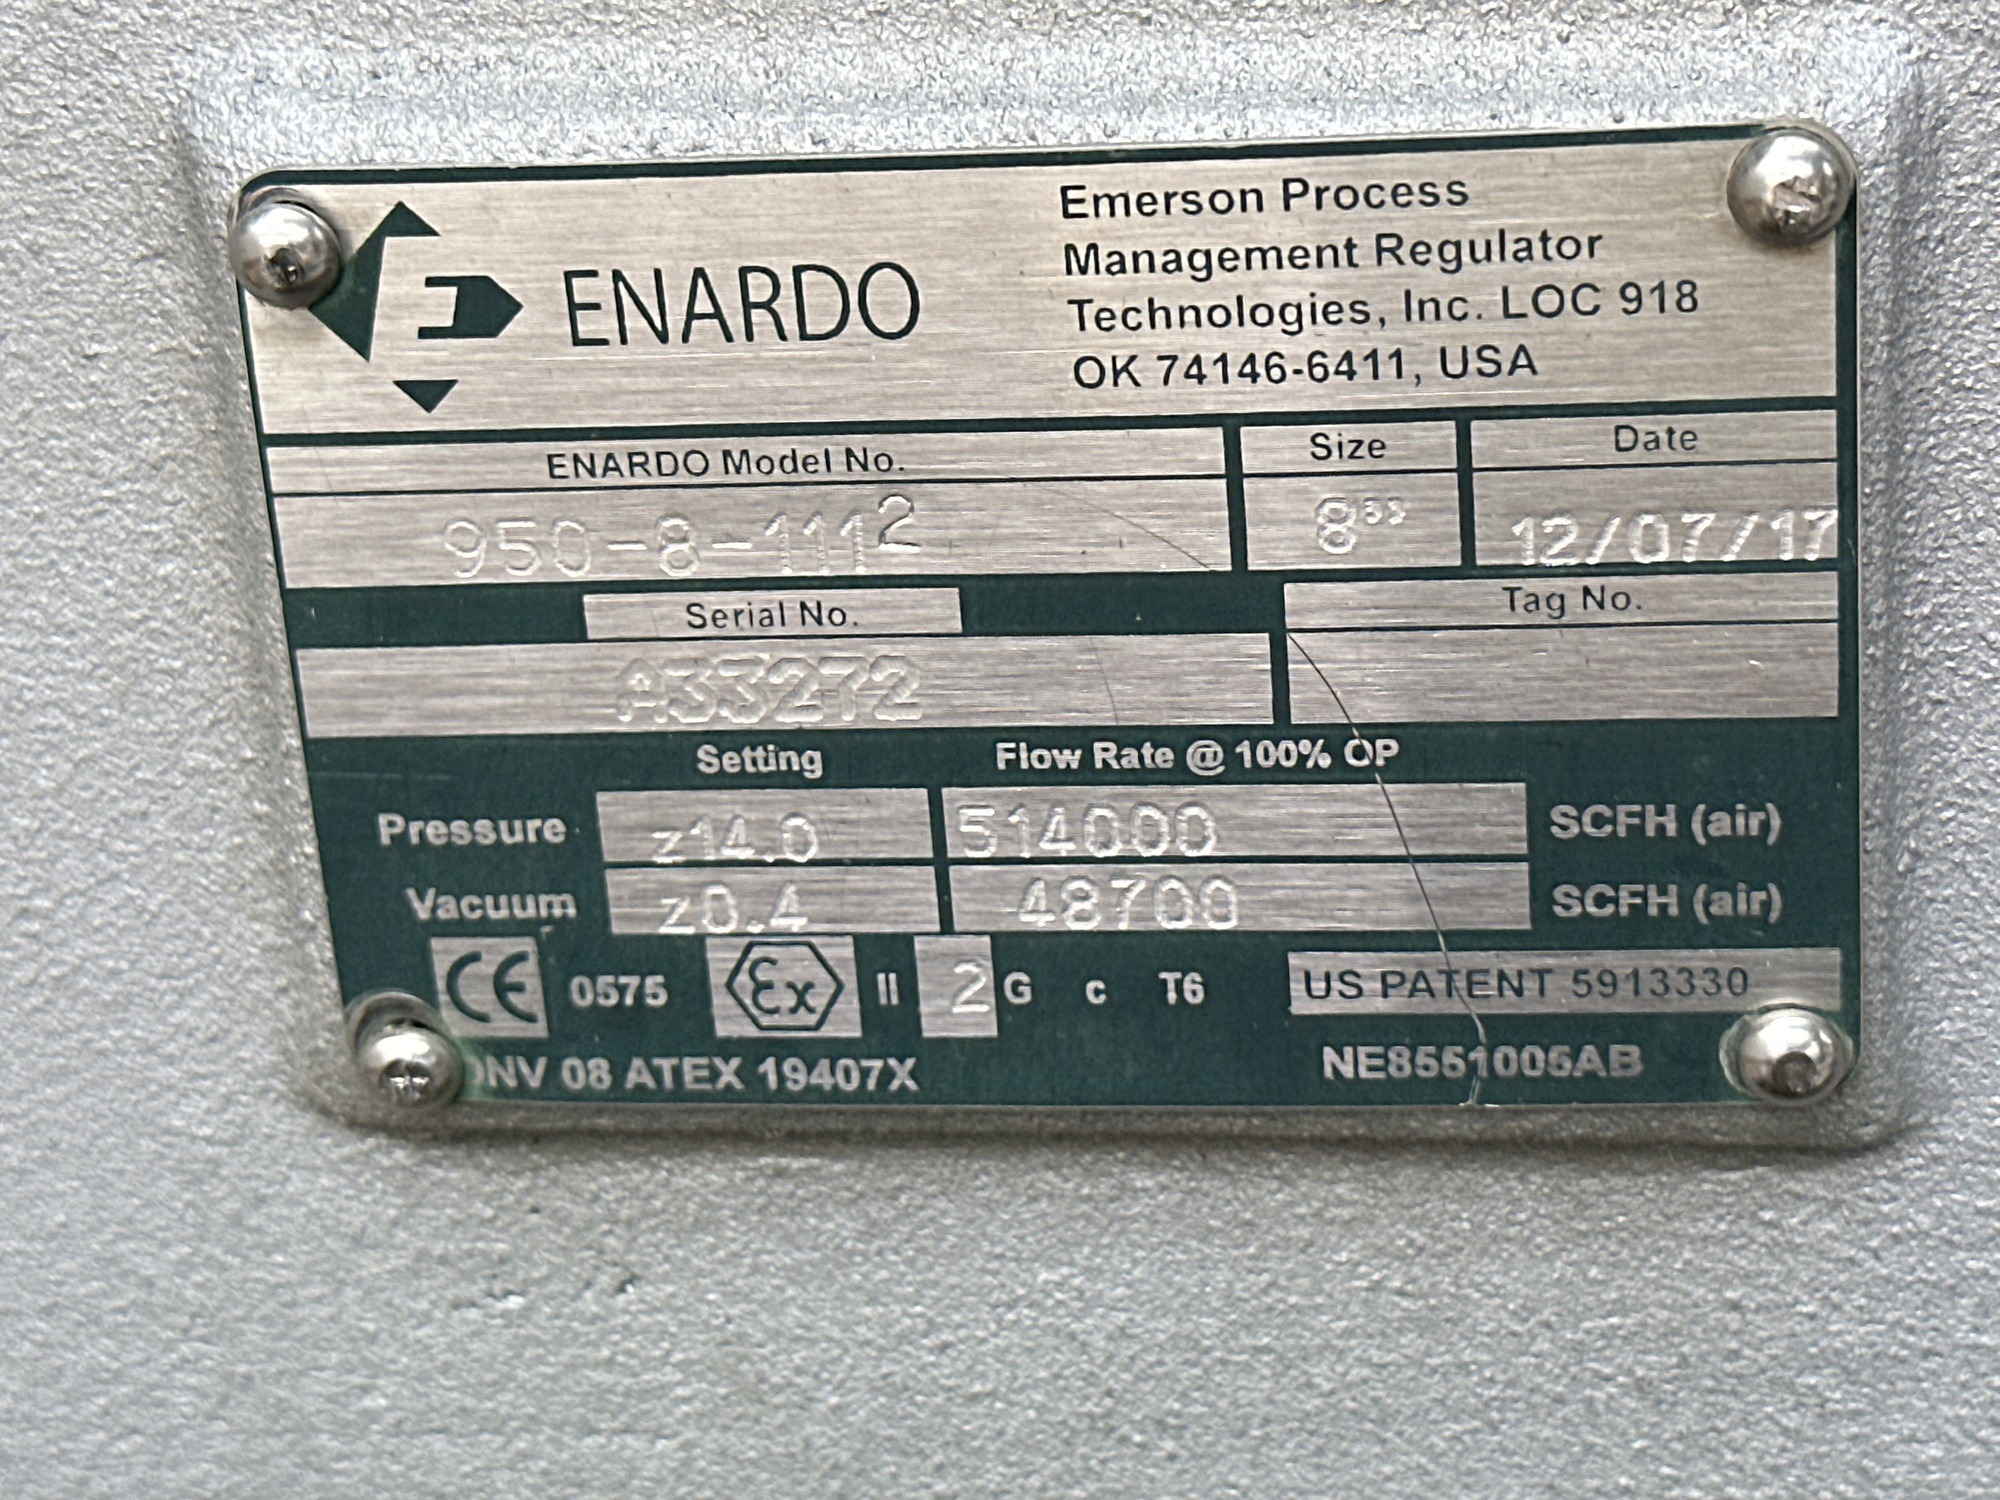 ENARDO
Emerson Process
Management Regulator
Technologies, Inc. LOC 918
OK 74146-6411, USA
ENARDO Model No.
Size
Date
950-8-1112
8"
12/07/17
Serial No.
Tag No.
A33272
Setting
Flow Rate @ 100% OP
Pressure
z14.0
514000
SCFH (air)
Vacuum
z0.4
48700
SCFH (air)
CE 0575 Ex II 2 G c T6
US PATENT 5913330
DNV 08 ATEX 19407X
NE8551005AB